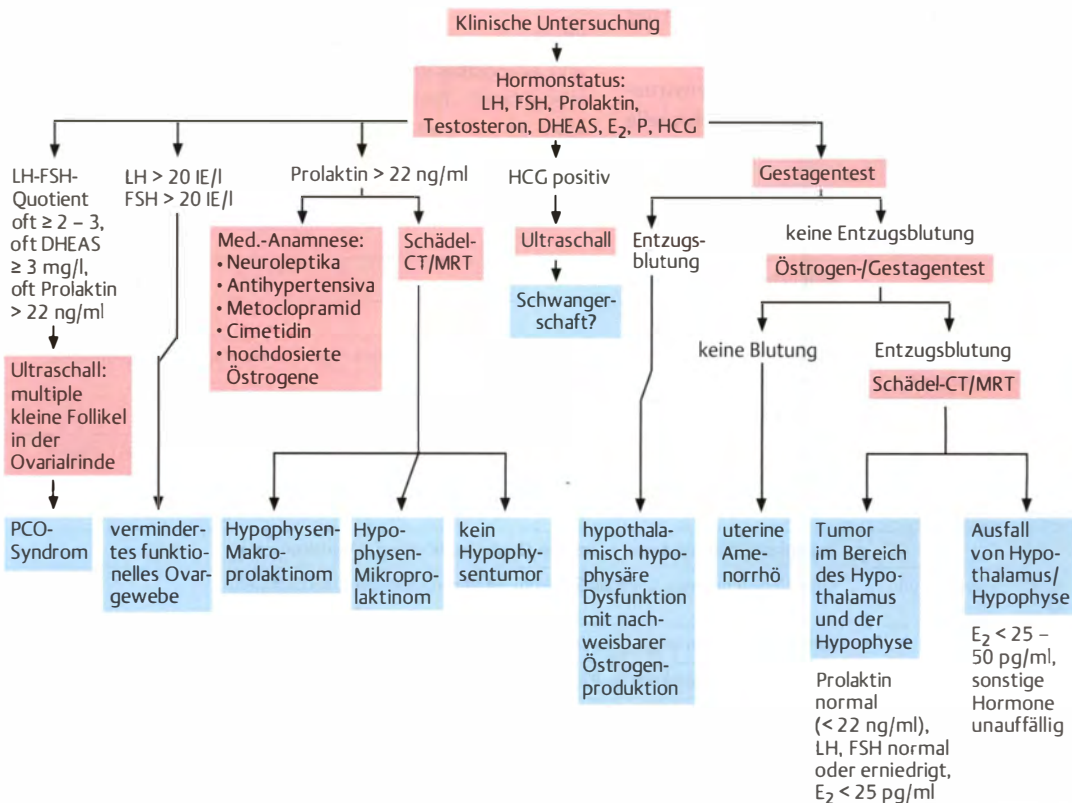 Klinische Untersuchung
Hormonstatus:
LH, FSH, Prolaktin,
Testosteron, DHEAS, E₂, P, HCG
LH-FSH-
Quotient
oft ≥ 2 – 3,
oft DHEAS
≥ 3 mg/l,
oft Prolaktin
> 22 ng/ml
LH > 20 IE/l
FSH > 20 IE/l
Prolaktin > 22 ng/ml
HCG positiv
Gestagentest
Med.-Anamnese:
• Neuroleptika
• Antihypertensiva
• Metoclopramid
• Cimetidin
• hochdosierte
Östrogene
Schädel-
CT/MRT
Ultraschall
Schwanger-
schaft?
Entzugs-
blutung
keine Entzugsblutung
Östrogen-/Gestagentest
keine Blutung
Entzugsblutung
Schädel-CT/MRT
Ultraschall:
multiple
kleine Follikel
in der
Ovarialrinde
PCO-
Syndrom
verminder-
tes funktio-
nelles Ovar-
gewebe
Hypophysen-
Makro-
prolaktinom
Hypo-
physen-
Mikropro-
laktinom
kein
Hypophy-
sentumor
hypothala-
misch hypo-
physäre
Dysfunktion
mit nach-
weisbarer
Östrogen-
produktion
uterine
Ame-
norrhö
Tumor
im Bereich
des Hypo-
thalamus
und der
Hypophyse
Prolaktin
normal
(< 22 ng/ml),
LH, FSH normal
oder erniedrigt,
E₂ < 25 pg/ml
Ausfall
von Hypo-
thalamus/
Hypophyse
E₂ < 25 –
50 pg/ml,
sonstige
Hormone
unauffällig